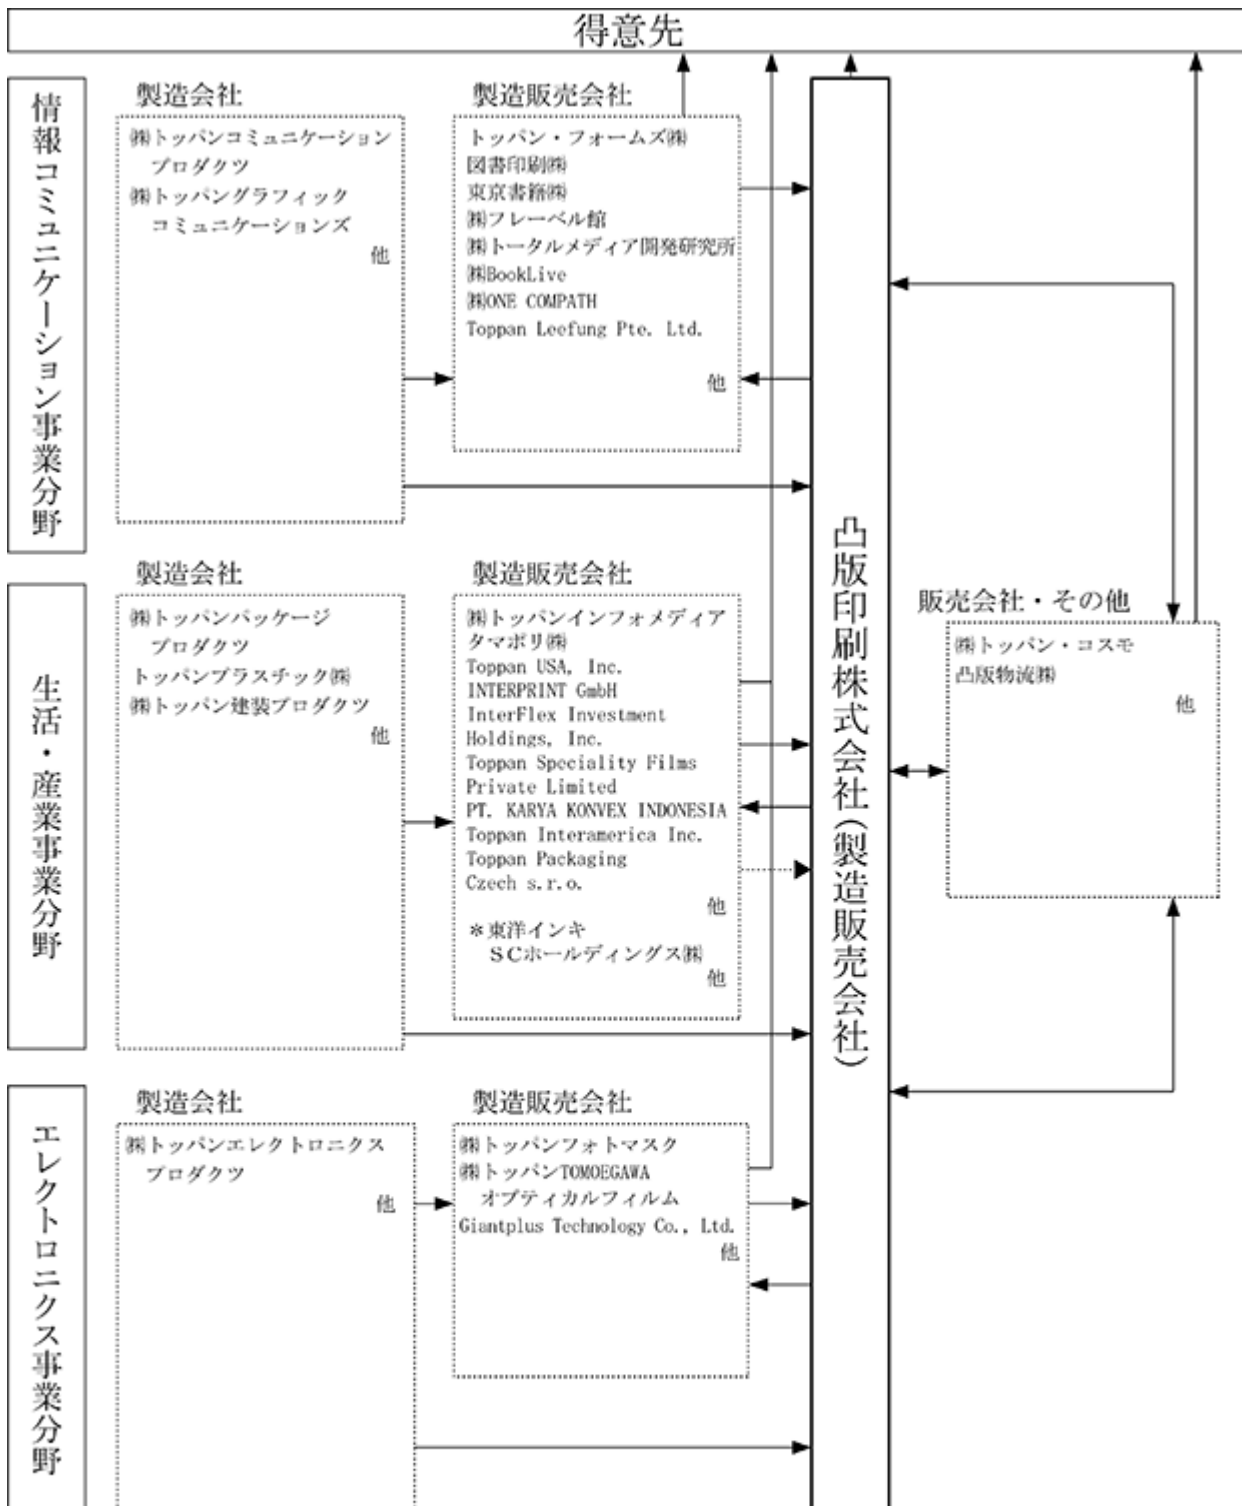 得意先
情報コミュニケーション事業分野
製造会社
㈱トッパンコミュニケーション
プロダクツ
㈱トッパングラフィック
コミュニケーションズ
他
製造販売会社
トッパン・フォームズ㈱
図書印刷㈱
東京書籍㈱
㈱フレーベル館
㈱トータルメディア開発研究所
㈱BookLive
㈱ONE COMPATH
Toppan Leefung Pte. Ltd.
他
生活・産業事業分野
製造会社
㈱トッパンパッケージ
プロダクツ
トッパンプラスチック㈱
㈱トッパン建装プロダクツ
他
製造販売会社
㈱トッパンインフォメディア
タマポリ㈱
Toppan USA, Inc.
INTERPRINT GmbH
InterFlex Investment
Holdings, Inc.
Toppan Speciality Films
Private Limited
PT. KARYA KONVEX INDONESIA
Toppan Interamerica Inc.
Toppan Packaging
Czech s.r.o.
他
＊東洋インキ
ＳＣホールディングス㈱
他
エレクトロニクス事業分野
製造会社
㈱トッパンエレクトロニクス
プロダクツ
他
製造販売会社
㈱トッパンフォトマスク
㈱トッパンTOMOEGAWA
オプティカルフィルム
Giantplus Technology Co., Ltd.
他
凸版印刷株式会社(製造販売会社)
販売会社・その他
㈱トッパン・コスモ
凸版物流㈱
他